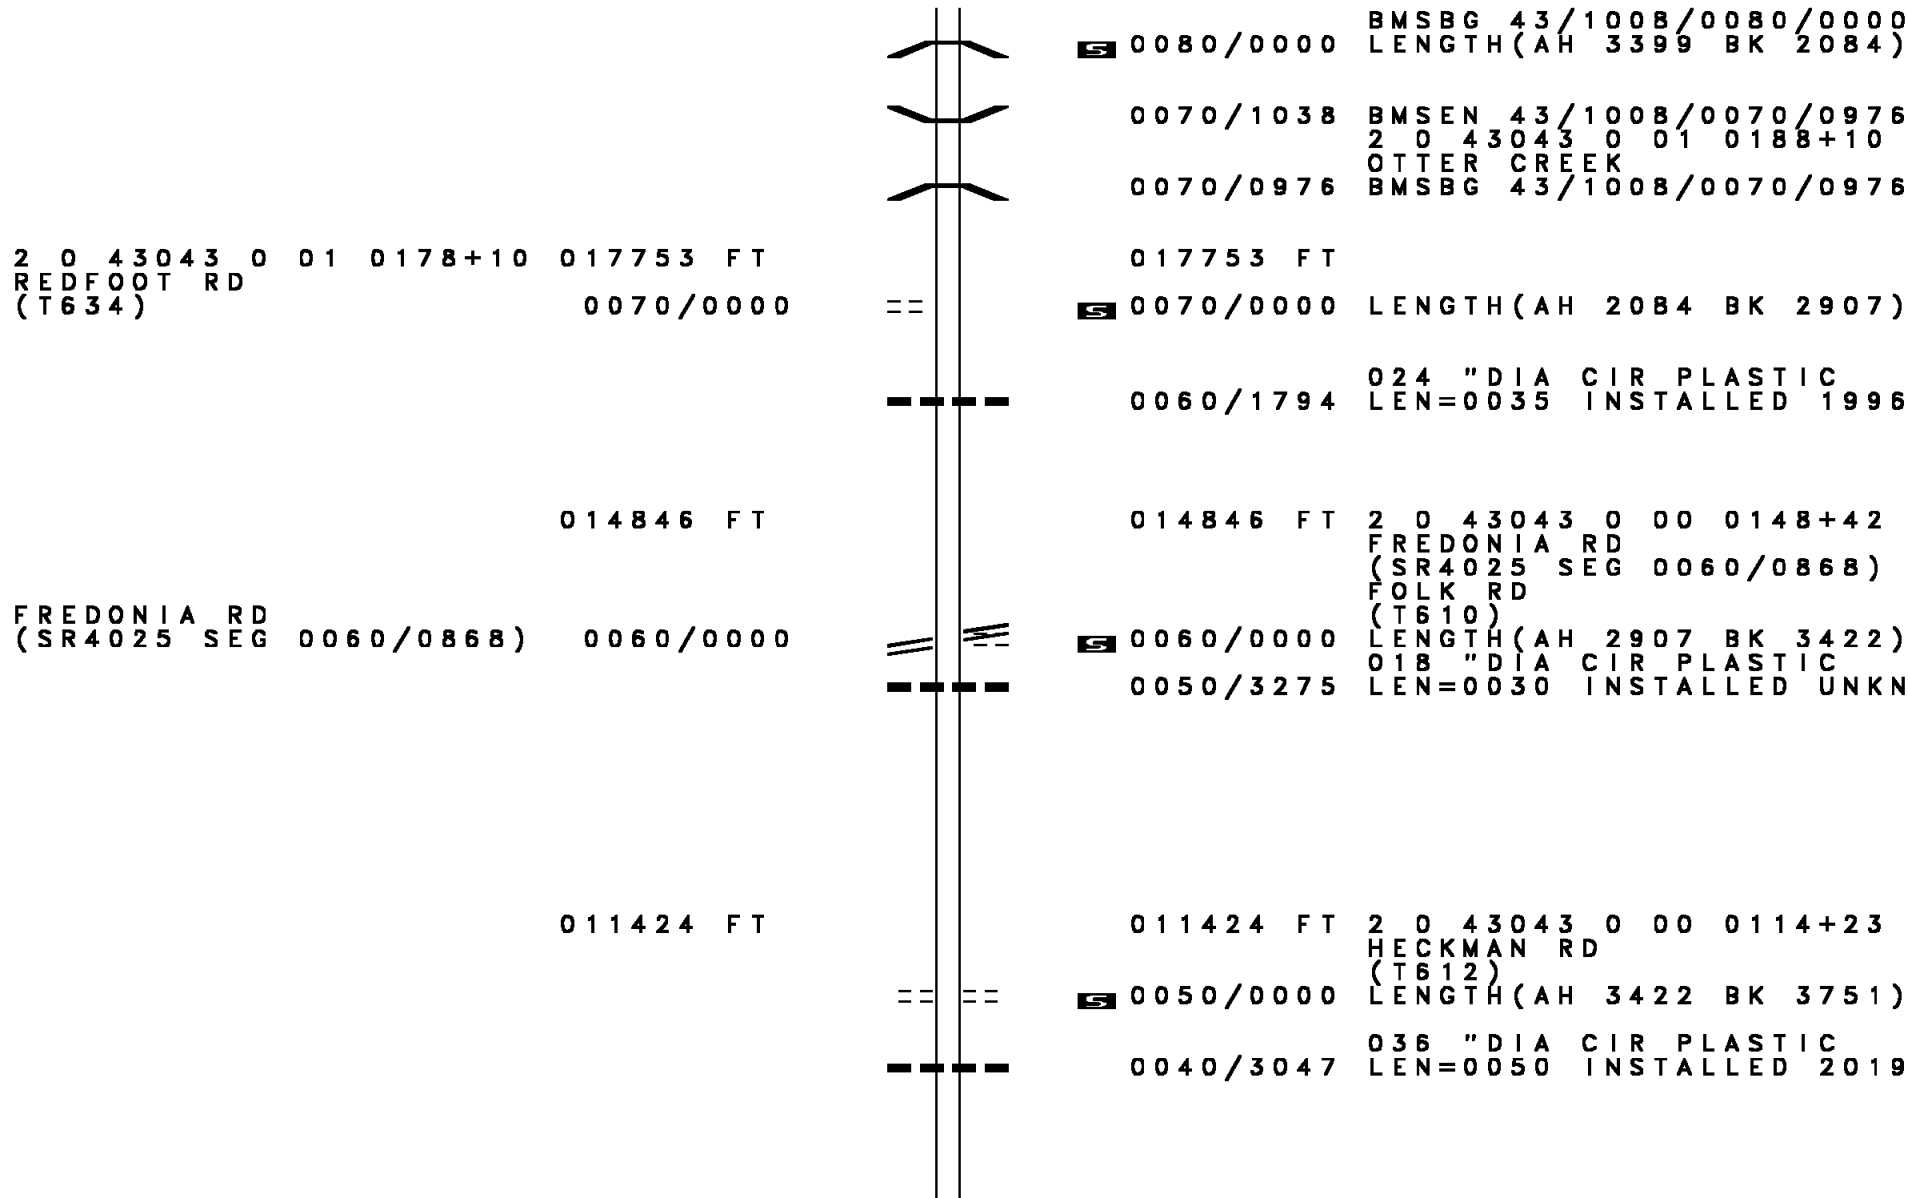 BMSBG 43/1008/0080/0000
S 0080/0000 LENGTH(AH 3399 BK 2084)
0070/1038 BMSEN 43/1008/0070/0976
2 0 43043 0 01 0188+10
OTTER CREEK
0070/0976 BMSBG 43/1008/0070/0976
2 0 43043 0 01 0178+10 017753 FT 017753 FT
REDFOOT RD
(T634) 0070/0000 S 0070/0000 LENGTH(AH 2084 BK 2907)
024 "DIA CIR PLASTIC
0060/1794 LEN=0035 INSTALLED 1996
014846 FT 014846 FT 2 0 43043 0 00 0148+42
FREDONIA RD
(SR4025 SEG 0060/0868)
FOLK RD
FREDONIA RD (T610)
(SR4025 SEG 0060/0868) 0060/0000 S 0060/0000 LENGTH(AH 2907 BK 3422)
018 "DIA CIR PLASTIC
0050/3275 LEN=0030 INSTALLED UNKN
011424 FT 011424 FT 2 0 43043 0 00 0114+23
HECKMAN RD
(T612)
S 0050/0000 LENGTH(AH 3422 BK 3751)
036 "DIA CIR PLASTIC
0040/3047 LEN=0050 INSTALLED 2019